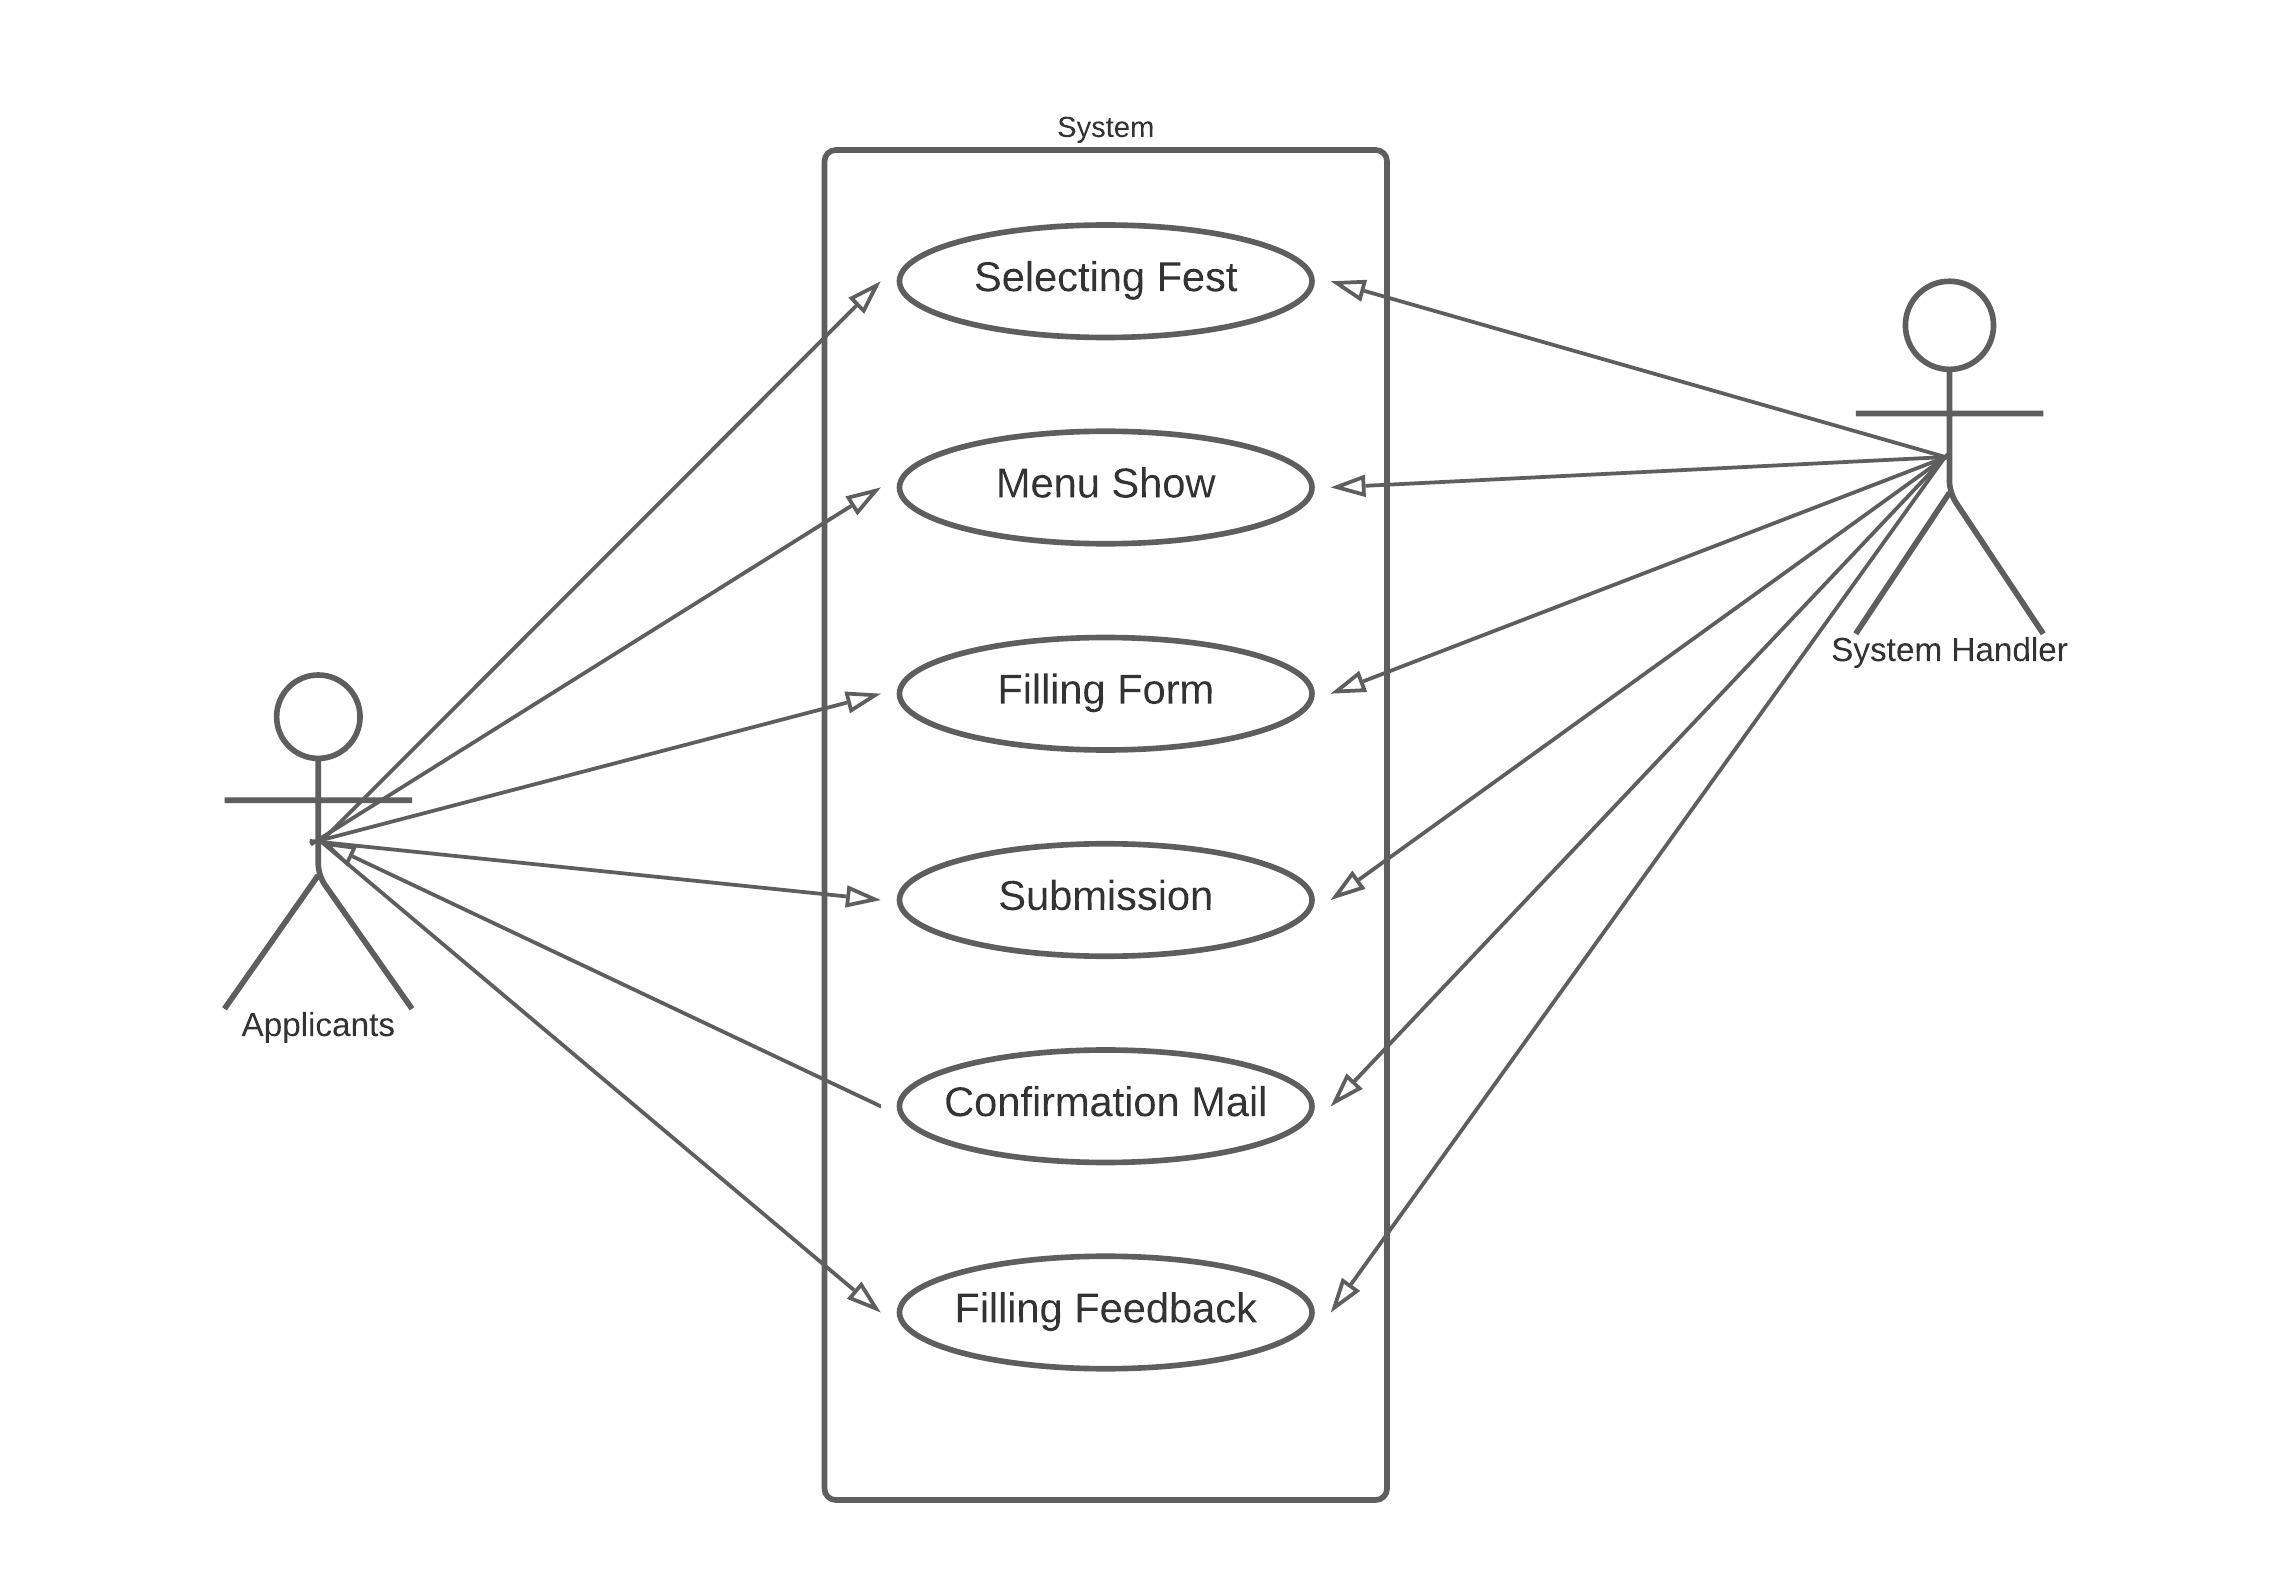 System
Selecting Fest
Menu Show
Filling Form
System Handler
Submission
Applicants
Confirmation Mail
Filling Feedback